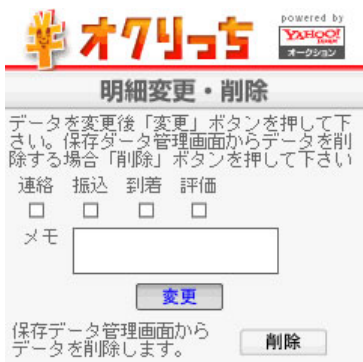 オクりっち
powered by
YAHOO!
JAPAN
オークション
明細変更・削除
データを変更後「変更」ボタンを押して下
さい。保存データ管理画面からデータを削
除する場合「削除」ボタンを押して下さい
連絡 振込 到着 評価
メモ
変更
保存データ管理画面から
データを削除します。
削除